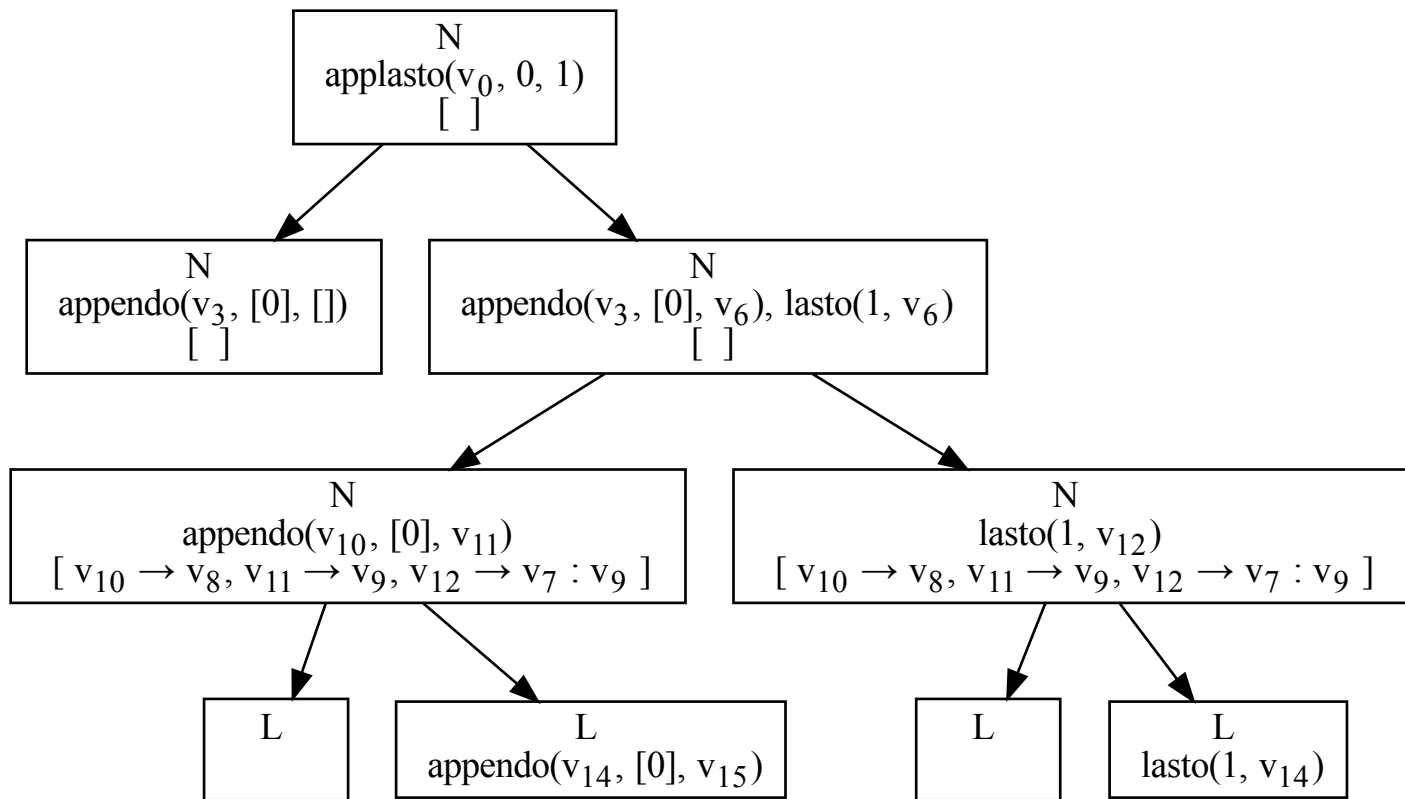 N
applasto(v₀, 0, 1)
[ ]
N
appendo(v₃, [0], [])
[ ]
N
appendo(v₃, [0], v₆), lasto(1, v₆)
[ ]
N
appendo(v₁₀, [0], v₁₁)
[ v₁₀ → v₈, v₁₁ → v₉, v₁₂ → v₇ : v₉ ]
N
lasto(1, v₁₂)
[ v₁₀ → v₈, v₁₁ → v₉, v₁₂ → v₇ : v₉ ]
L
L
appendo(v₁₄, [0], v₁₅)
L
L
lasto(1, v₁₄)